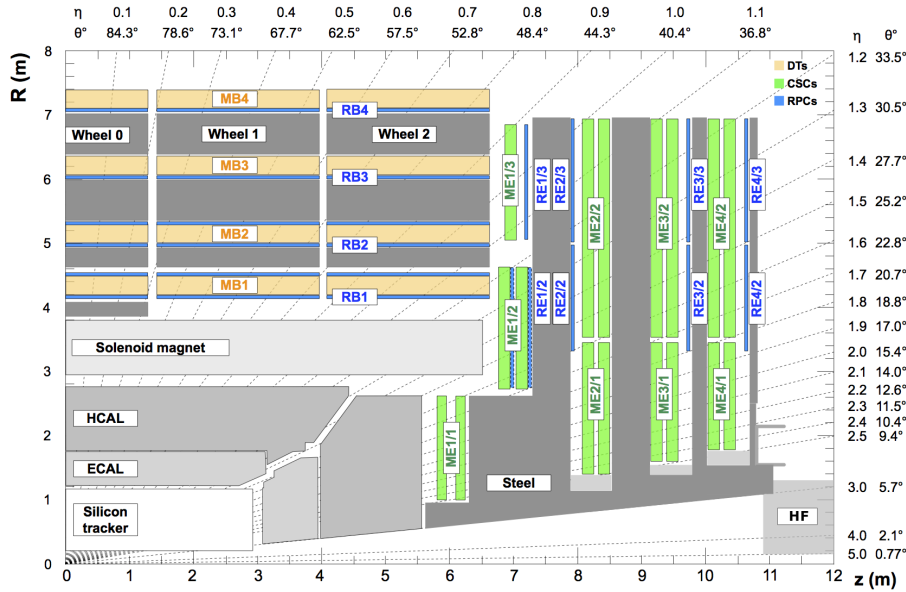 η 0.1 0.2 0.3 0.4 0.5 0.6 0.7 0.8 0.9 1.0 1.1
θ° 84.3° 78.6° 73.1° 67.7° 62.5° 57.5° 52.8° 48.4° 44.3° 40.4° 36.8° η θ°
R (m)
8
7
6
5
4
3
2
1
0
1.2 33.5°
1.3 30.5°
1.4 27.7°
1.5 25.2°
1.6 22.8°
1.7 20.7°
1.8 18.8°
1.9 17.0°
2.0 15.4°
2.1 14.0°
2.2 12.6°
2.3 11.5°
2.4 10.4°
2.5 9.4°
3.0 5.7°
4.0 2.1°
5.0 0.77°
DTs
CSCs
RPCs
MB4
RB4
Wheel 0 Wheel 1 Wheel 2
MB3
RB3
MB2
RB2
MB1
RB1
ME1/3
RE1/3
RE2/3
ME2/2
ME3/2
RE3/3
ME4/2
RE4/3
ME1/2
RE1/2
RE2/2
RE3/2
RE4/2
Solenoid magnet
HCAL
ECAL
Silicon
tracker
ME1/1
ME2/1
ME3/1
ME4/1
Steel
HF
0 1 2 3 4 5 6 7 8 9 10 11 12
z (m)